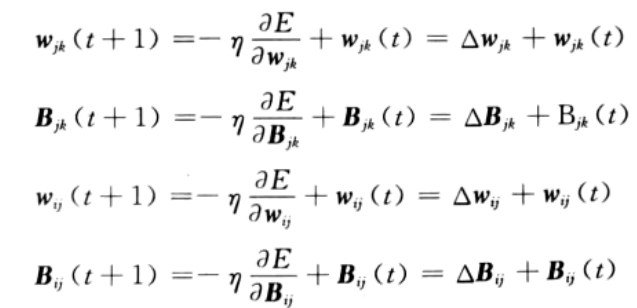 w_{jk}(t+1) = -η ∂E/∂w_{jk} + w_{jk}(t) = Δw_{jk} + w_{jk}(t)
B_{jk}(t+1) = -η ∂E/∂B_{jk} + B_{jk}(t) = ΔB_{jk} + B_{jk}(t)
w_{ij}(t+1) = -η ∂E/∂w_{ij} + w_{ij}(t) = Δw_{ij} + w_{ij}(t)
B_{ij}(t+1) = -η ∂E/∂B_{ij} + B_{ij}(t) = ΔB_{ij} + B_{ij}(t)